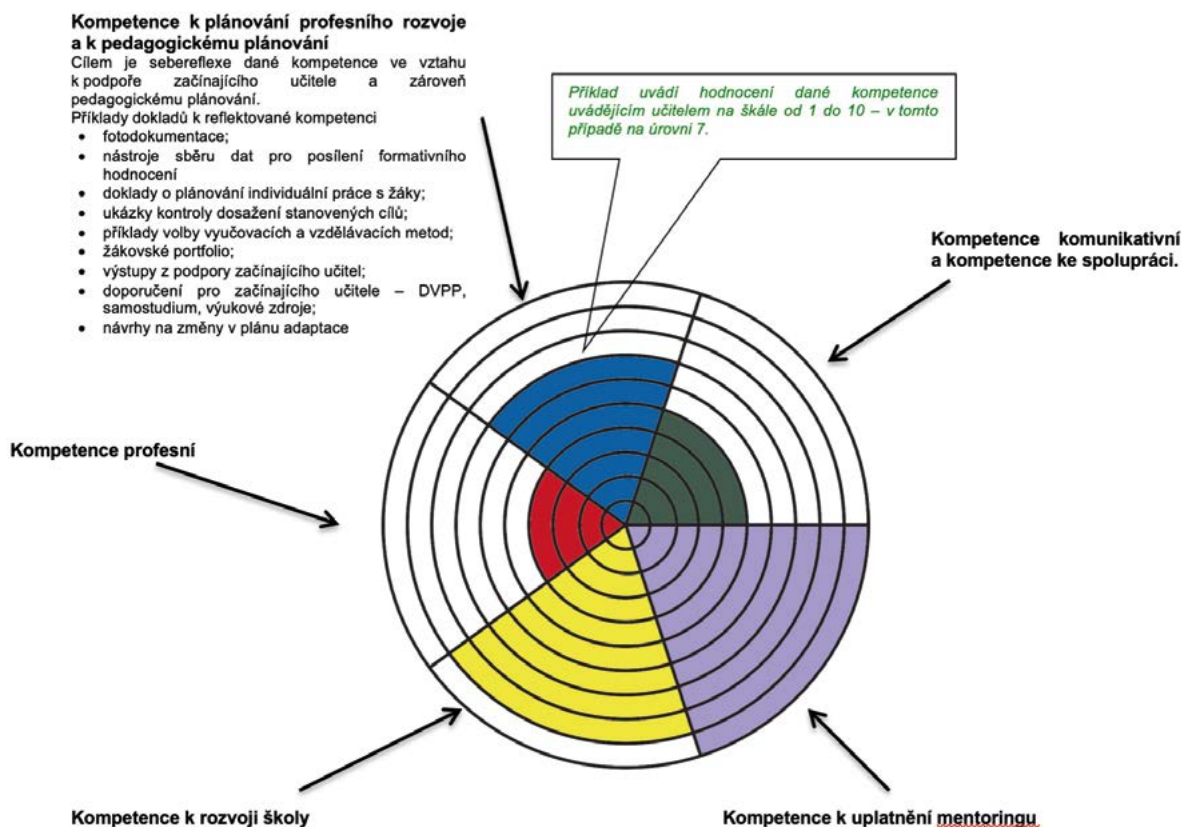 Kompetence k plánování profesního rozvoje
a k pedagogickému plánování
Cílem je sebereflexe dané kompetence ve vztahu
k podpoře začínajícího učitele a zároveň
pedagogickému plánování.
Příklady dokladů k reflektované kompetenci
• fotodokumentace;
• nástroje sběru dat pro posílení formativního
hodnocení
• doklady o plánování individuální práce s žáky;
• ukázky kontroly dosažení stanovených cílů;
• příklady volby vyučovacích a vzdělávacích metod;
• žákovské portfolio;
• výstupy z podpory začínajícího učitel;
• doporučení pro začínajícího učitele – DVPP,
samostudium, výukové zdroje;
• návrhy na změny v plánu adaptace
Příklad uvádí hodnocení dané kompetence
uvádějícím učitelem na škále od 1 do 10 – v tomto
případě na úrovni 7.
Kompetence komunikativní
a kompetence ke spolupráci.
Kompetence profesní
Kompetence k rozvoji školy
Kompetence k uplatnění mentoringu